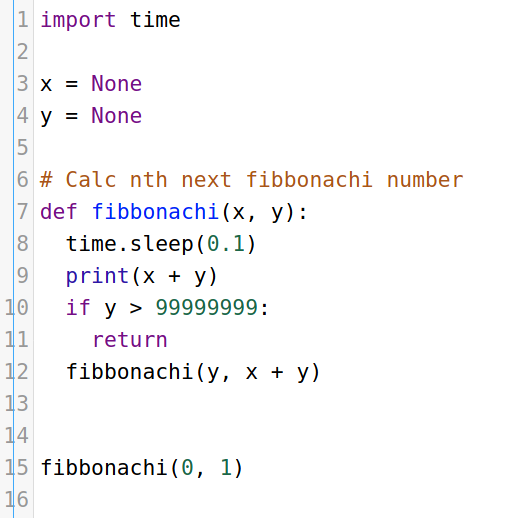 1 import time
2
3 x = None
4 y = None
5
6 # Calc nth next fibbonachi number
7 def fibbonachi(x, y):
8   time.sleep(0.1)
9   print(x + y)
10   if y > 99999999:
11     return
12   fibbonachi(y, x + y)
13
14
15 fibbonachi(0, 1)
16